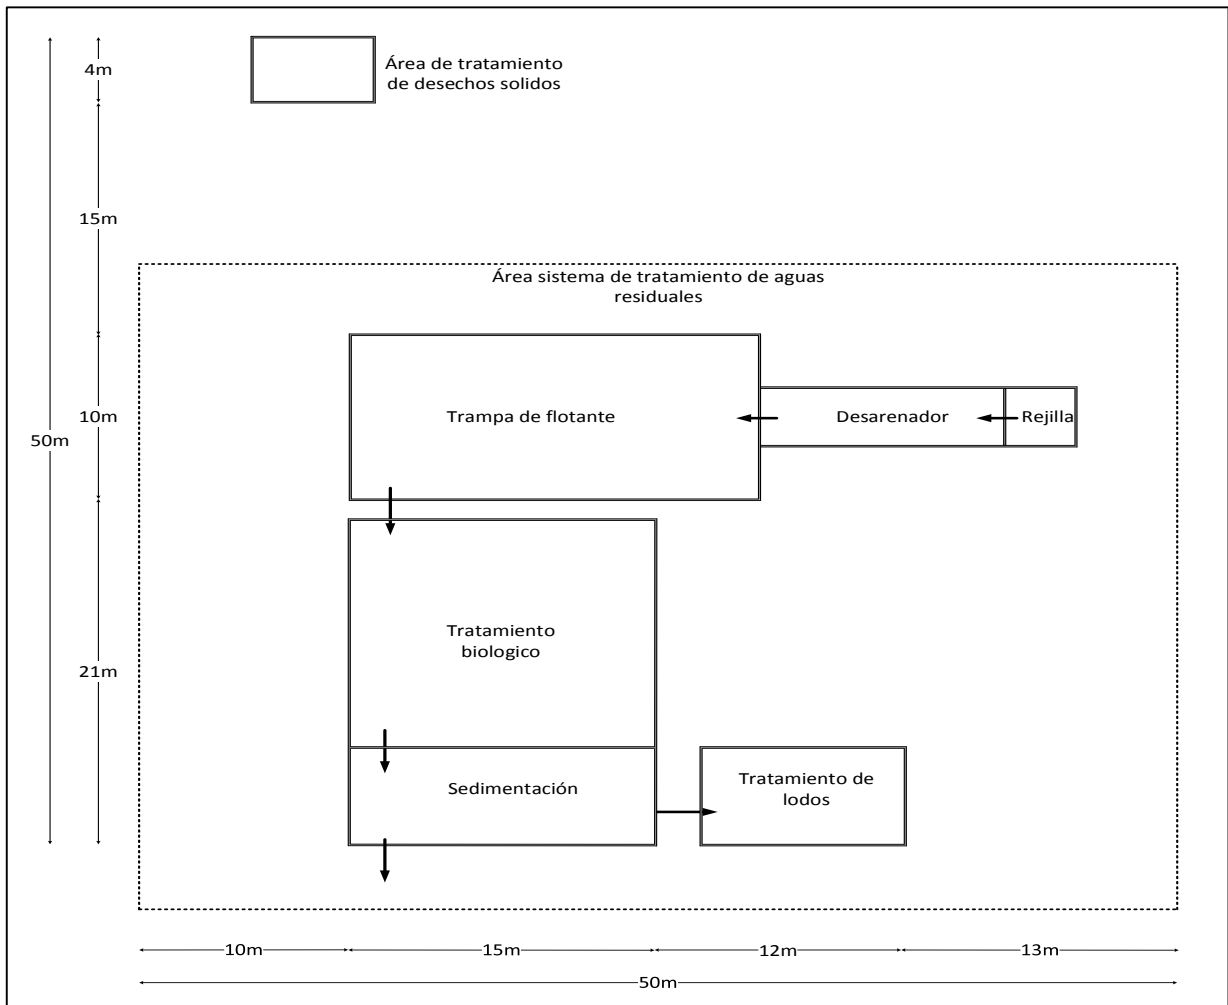 Área de tratamiento
de desechos solidos
4m
15m
Área sistema de tratamiento de aguas
residuales
10m
50m
Trampa de flotante
Desarenador
Rejilla
21m
Tratamiento
biologico
Sedimentación
Tratamiento de
lodos
10m
15m
12m
13m
50m